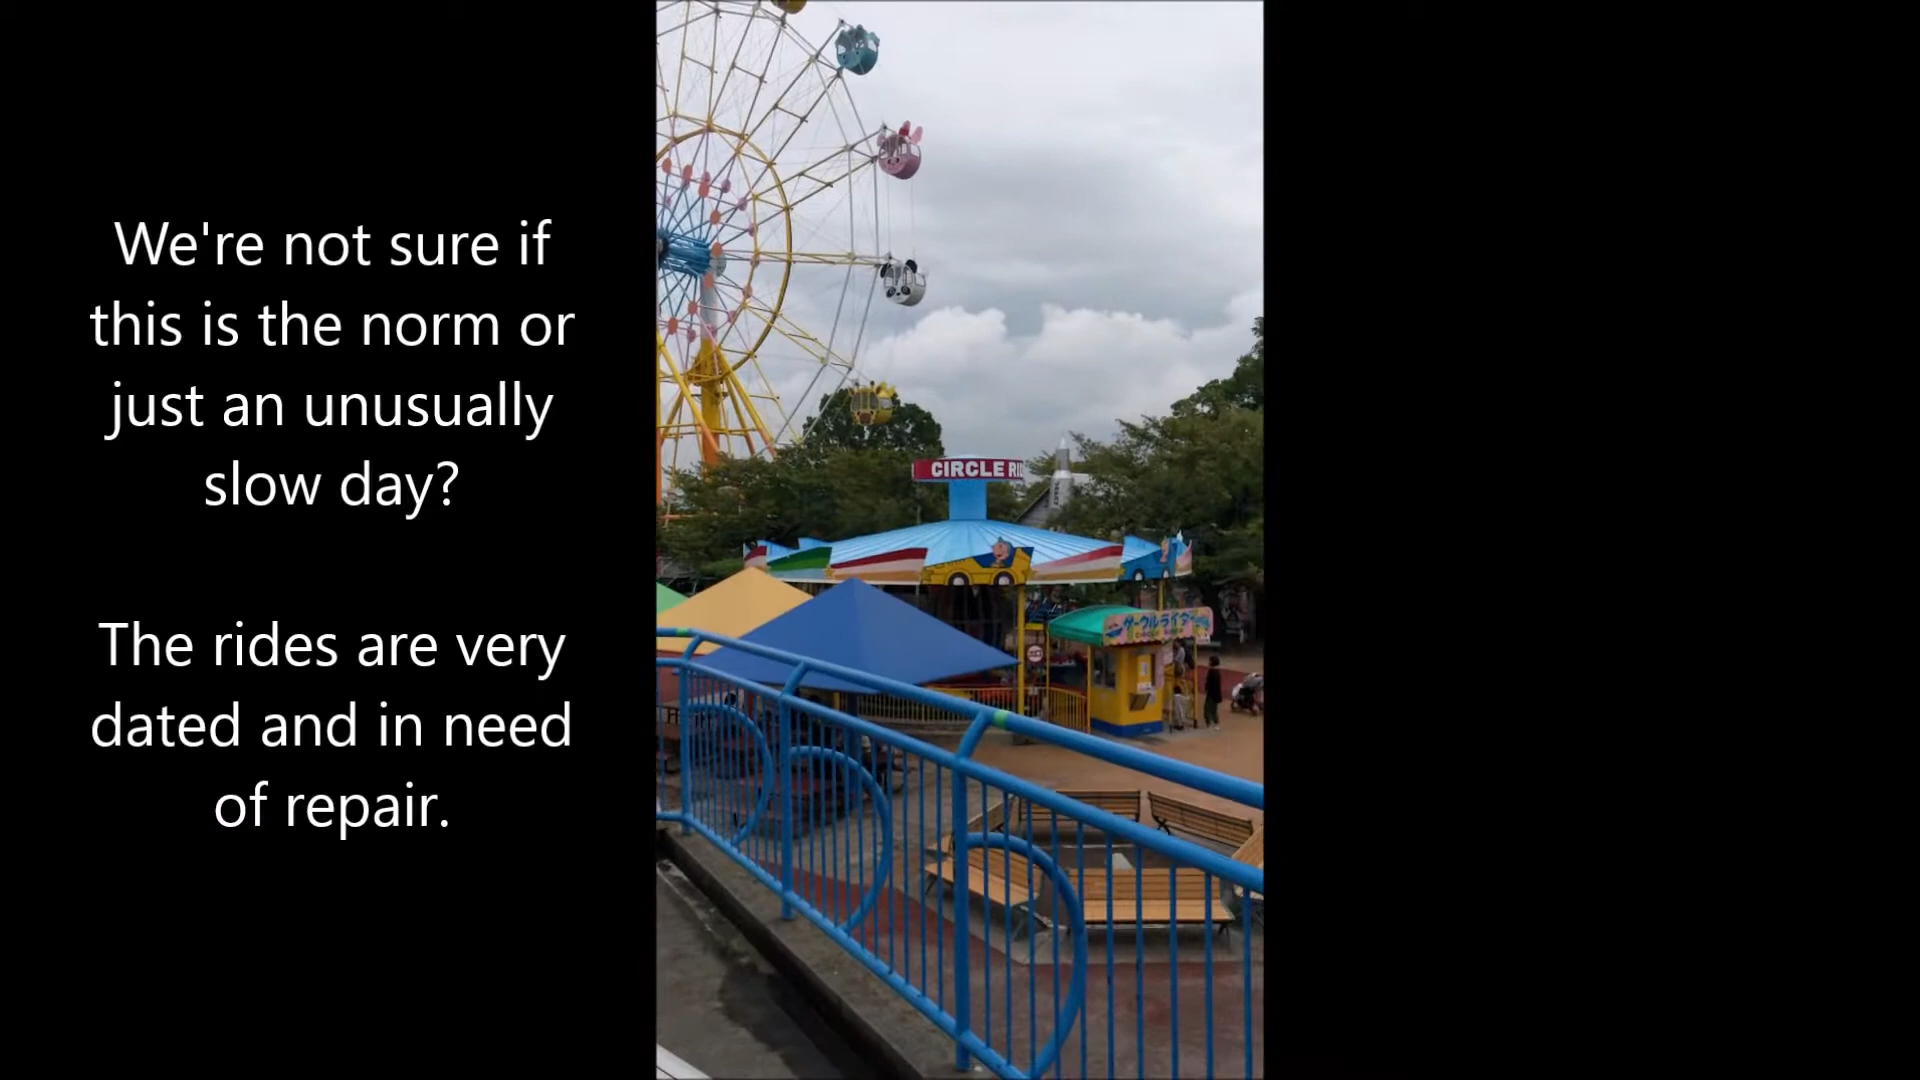 We're not sure if
this is the norm or
just an unusually
slow day?
The rides are very
dated and in need
of repair.
CIRCLE RI
サークルライダー